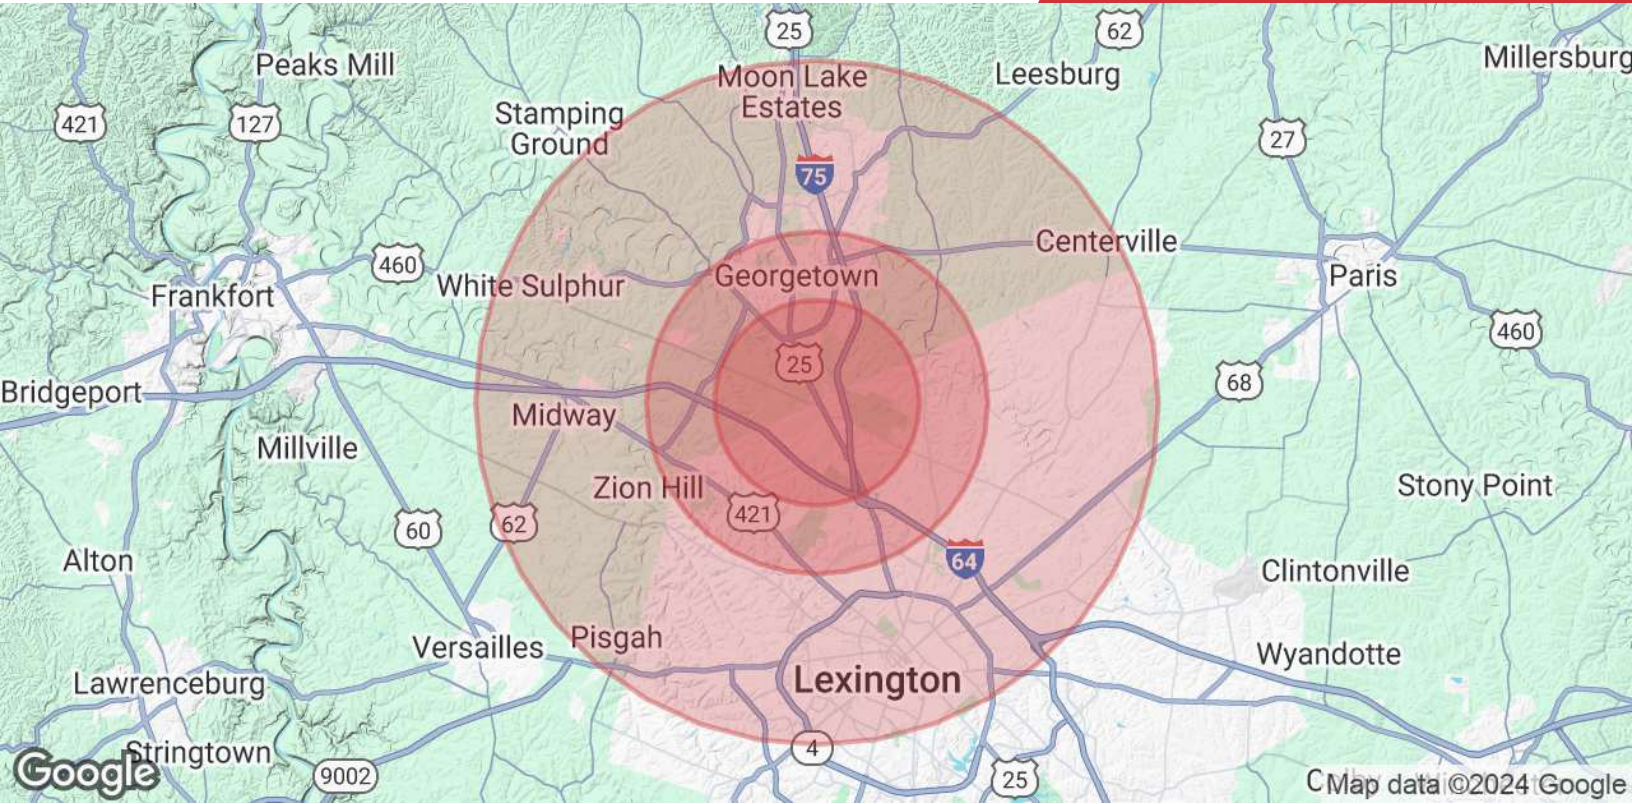 25
62
Peaks Mill
Moon Lake
Estates
Leesburg
Millersburg
421
127
Stamping
Ground
27
75
460
White Sulphur
Georgetown
Centerville
Paris
Frankfort
460
25
68
Bridgeport
Midway
Millville
Zion Hill
421
Stony Point
60
62
64
Alton
Clintonville
Versailles
Pisgah
Wyandotte
Lawrenceburg
Lexington
Stringtown
4
9002
25
Google
Map data ©2024 Google